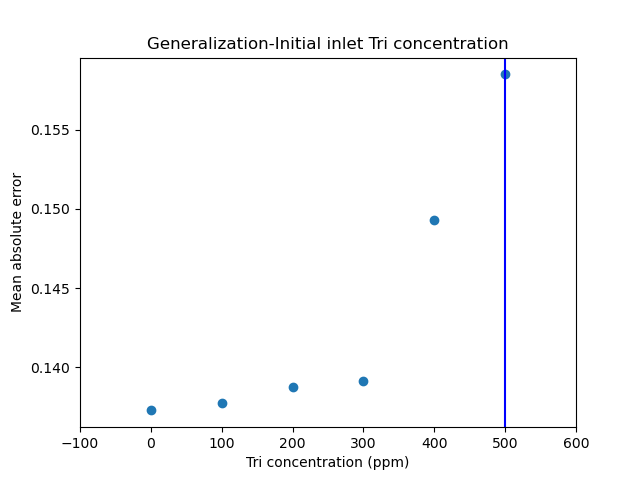 Generalization-Initial inlet Tri concentration
Mean absolute error
0.155
0.150
0.145
0.140
−100 0 100 200 300 400 500 600
Tri concentration (ppm)